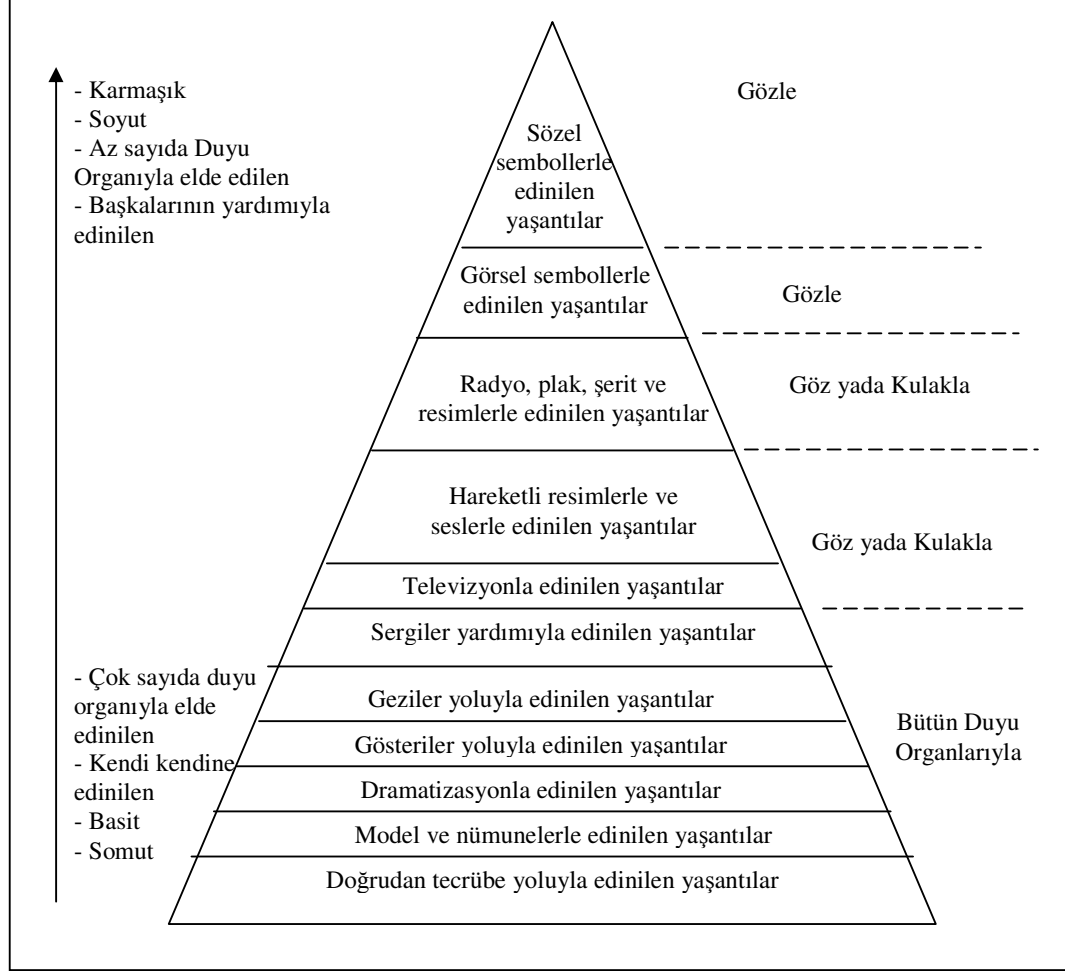 - Karmaşık
- Soyut
- Az sayıda Duyu
Organıyla elde edilen
- Başkalarının yardımıyla
edinilen
Gözle
Sözel
sembollerle
edinilen
yaşantılar
Görsel sembollerle
edinilen yaşantılar
Gözle
Radyo, plak, şerit ve
resimlerle edinilen yaşantılar
Göz yada Kulakla
Hareketli resimlerle ve
seslerle edinilen yaşantılar
Göz yada Kulakla
Televizyonla edinilen yaşantılar
Sergiler yardımıyla edinilen yaşantılar
- Çok sayıda duyu
organıyla elde
edinilen
- Kendi kendine
edinilen
- Basit
- Somut
Geziler yoluyla edinilen yaşantılar
Gösteriler yoluyla edinilen yaşantılar
Dramatizasyonla edinilen yaşantılar
Model ve nümunelerle edinilen yaşantılar
Doğrudan tecrübe yoluyla edinilen yaşantılar
Bütün Duyu
Organlarıyla